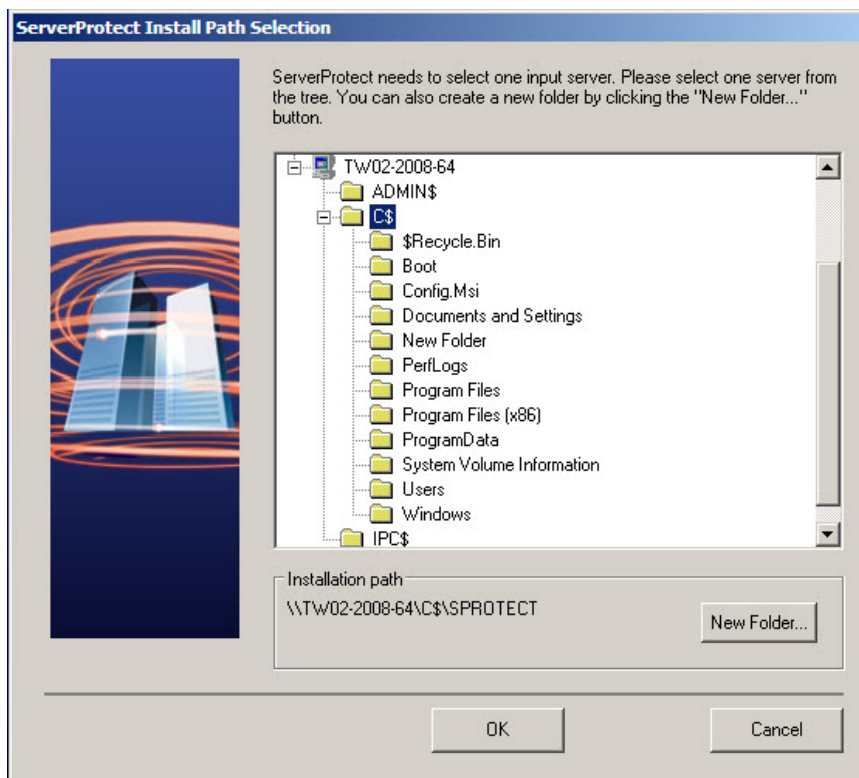 ServerProtect Install Path Selection
ServerProtect needs to select one input server. Please select one server from
the tree. You can also create a new folder by clicking the "New Folder..."
button.
TW02-2008-64
ADMIN$
C$
$Recycle.Bin
Boot
Config.Msi
Documents and Settings
New Folder
PerfLogs
Program Files
Program Files (x86)
ProgramData
System Volume Information
Users
Windows
IPC$
Installation path
\\TW02-2008-64\C$\SPROTECT
New Folder...
OK
Cancel